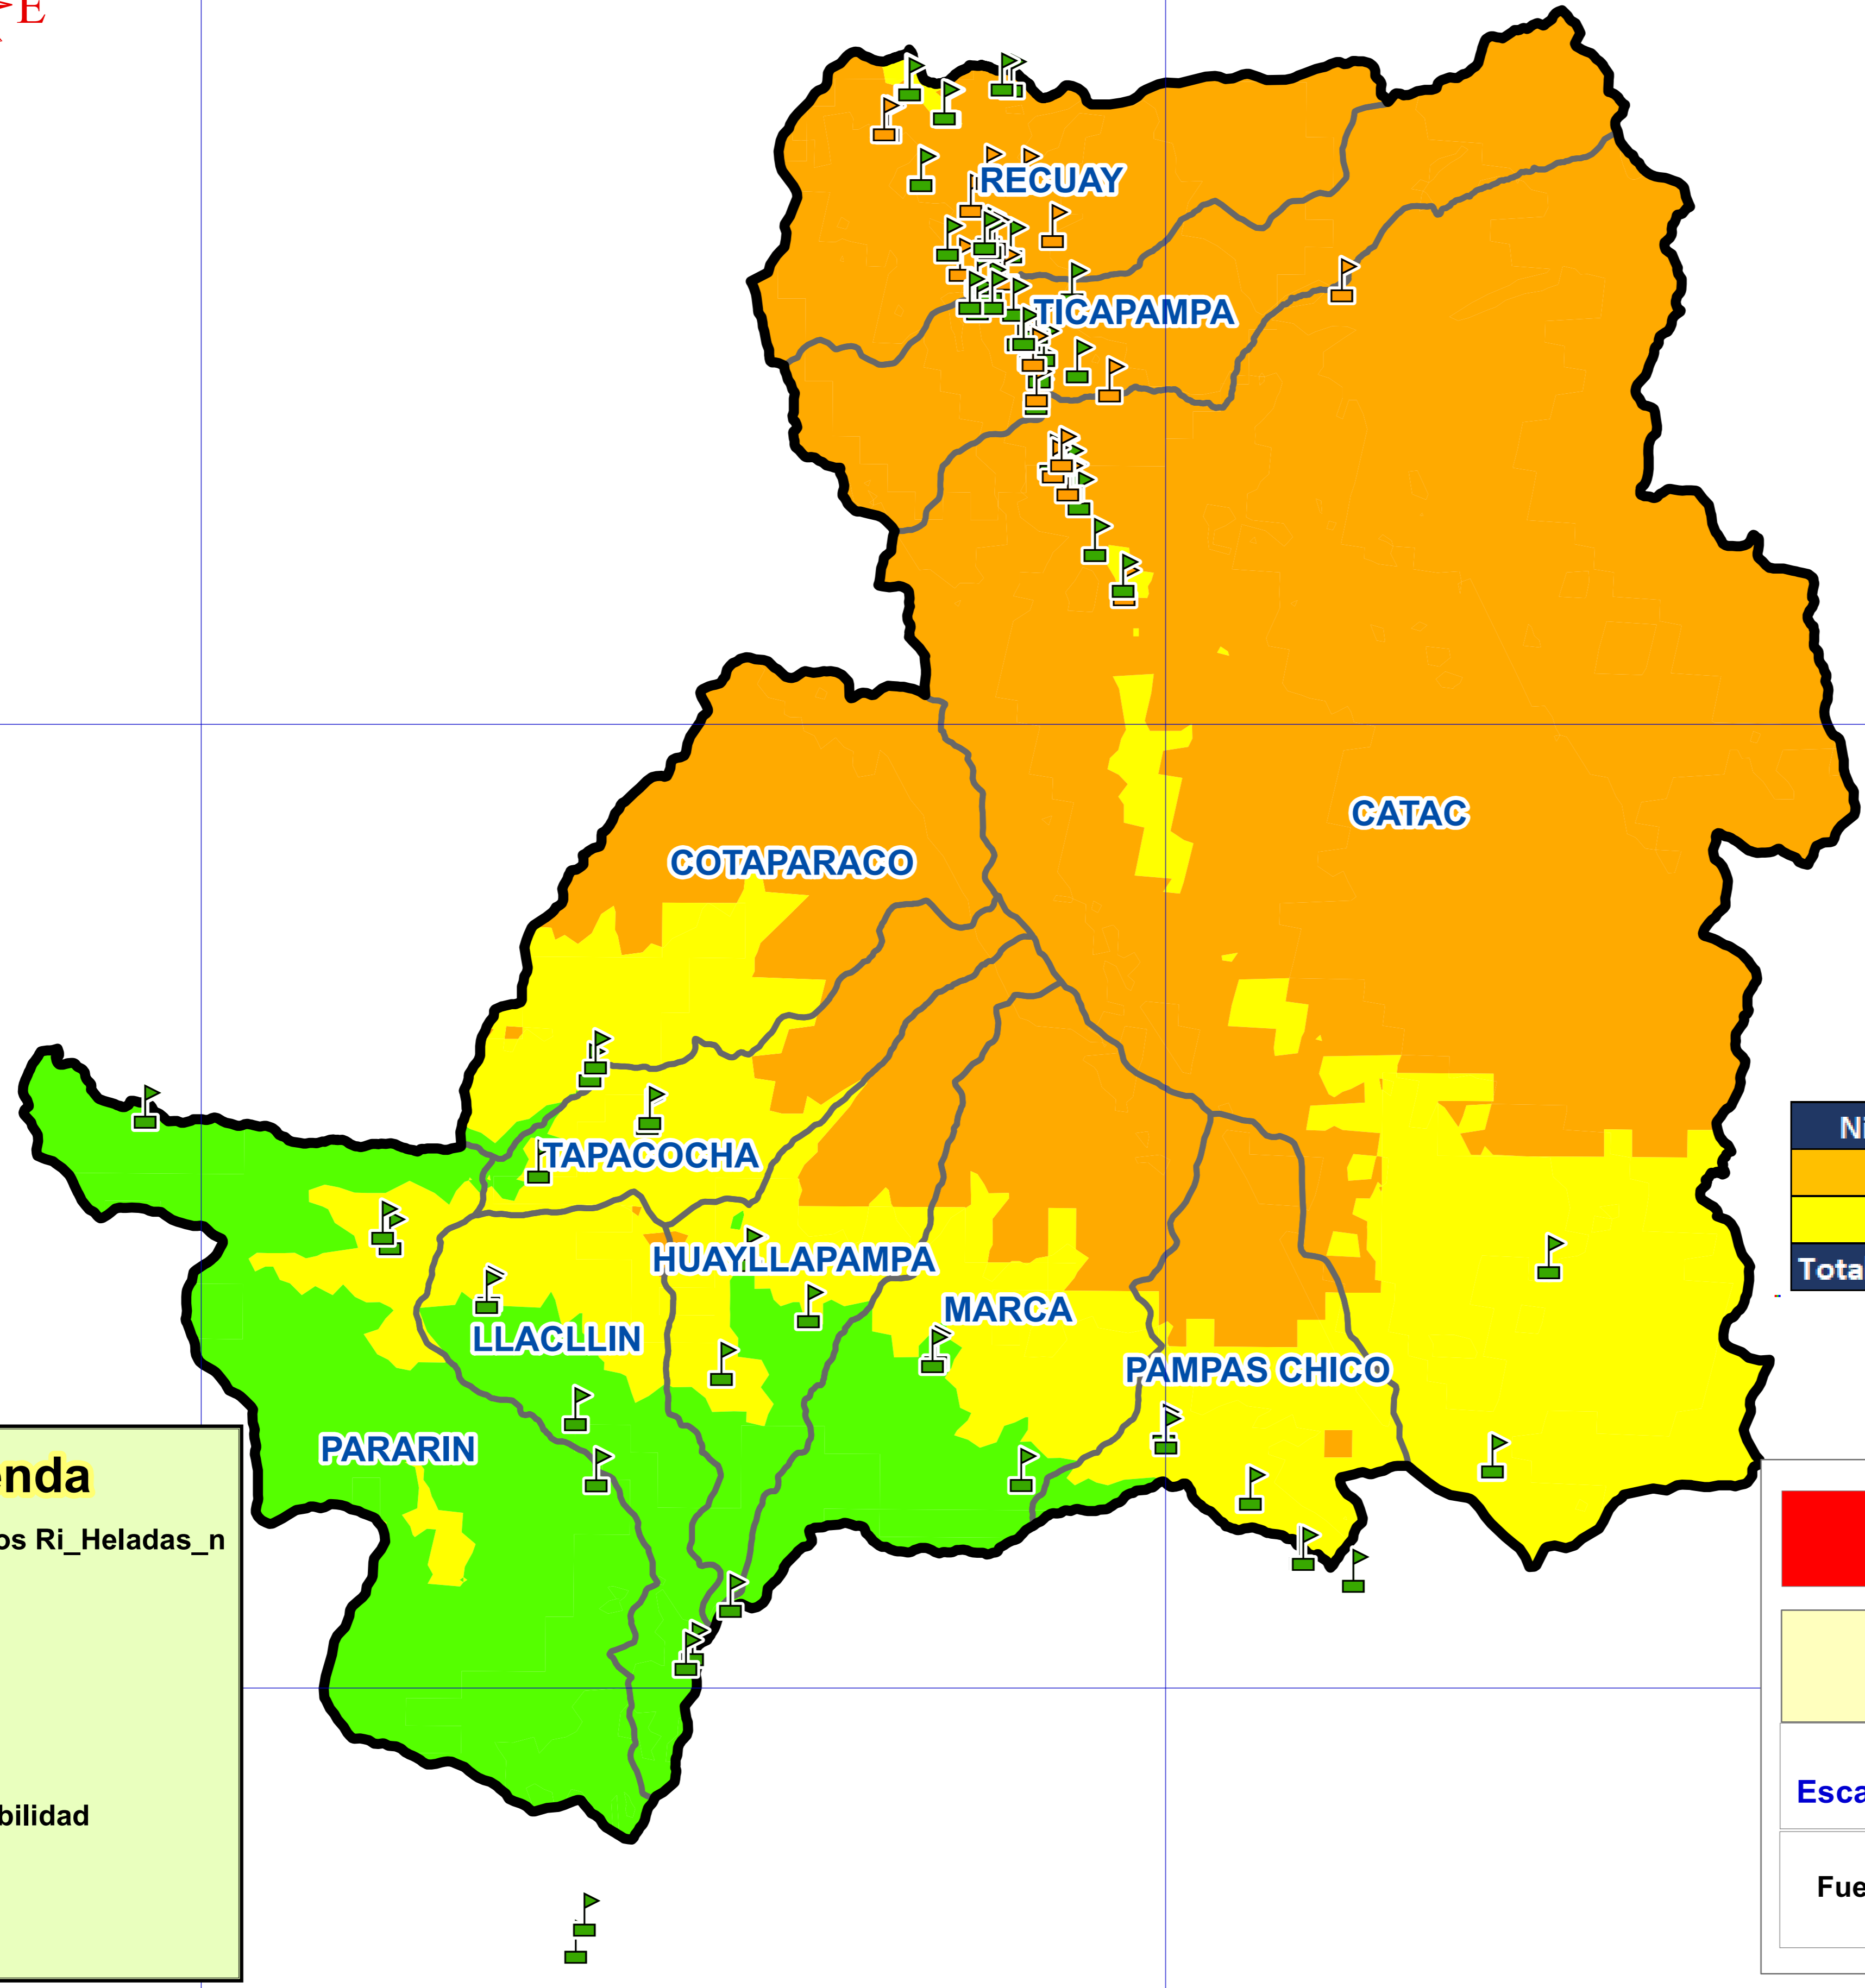 E
RECUAY
TICAPAMPA
CATAC
COTAPARACO
TAPACOCHA
HUAYLLAPAMPA
MARCA
LLACLLIN
PAMPAS CHICO
PARARIN
Ni
Tota
enda
os Ri_Heladas_n
bilidad
Esca
Fue